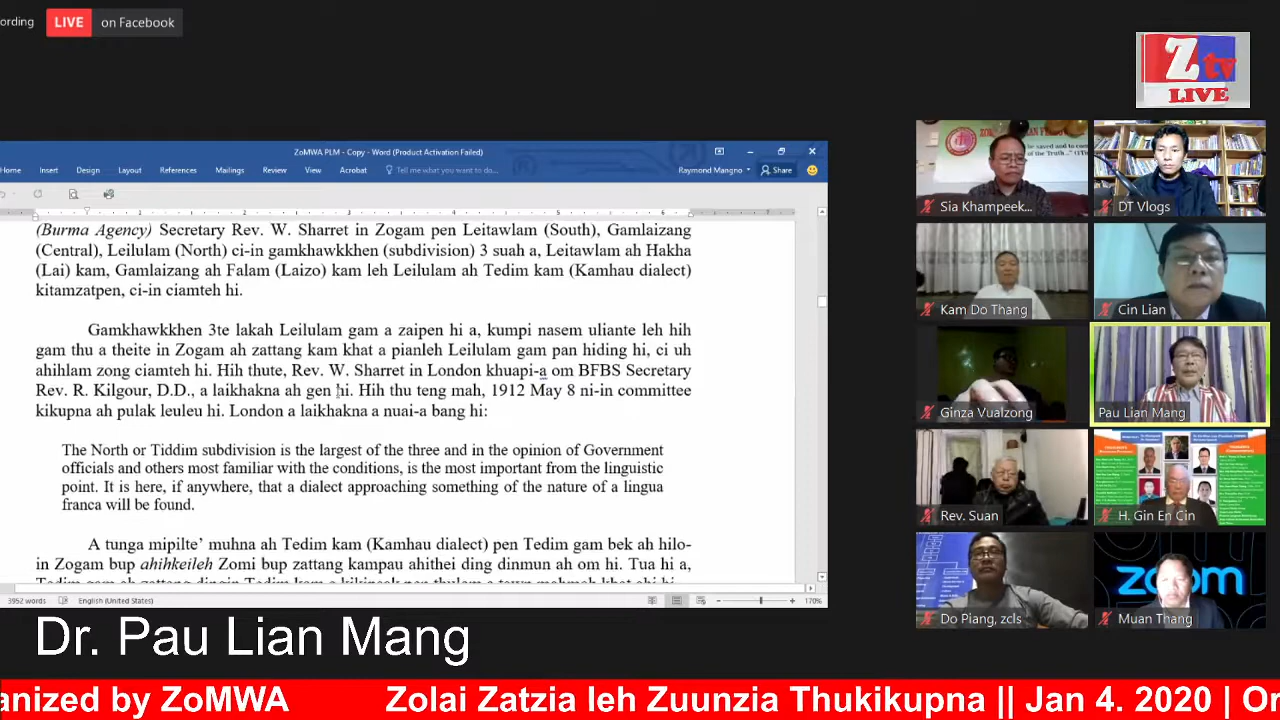 ording
LIVE on Facebook
Z tv
LIVE
ZoMWA PLM - Copy - Word (Product Activation Failed)
Home Insert Design Layout References Mailings Review View Acrobat Tell me what you want to do... Raymond Mangno Share
1 2 3 4 5 6 7
(Burma Agency) Secretary Rev. W. Sharret in Zogam pen Leitawlam (South), Gamlaizang
(Central), Leilulam (North) ci-in gamkhawkkhen (subdivision) 3 suah a, Leitawlam ah Hakha
(Lai) kam, Gamlaizang ah Falam (Laizo) kam leh Leilulam ah Tedim kam (Kamhau dialect)
kitamzatpen, ci-in ciamteh hi.
Gamkhawkkhen 3te lakah Leilulam gam a zaipen hi a, kumpi nasem uliante leh hih
gam thu a theite in Zogam ah zattang kam khat a pianleh Leilulam gam pan hiding hi, ci uh
ahihlam zong ciamteh hi. Hih thute, Rev. W. Sharret in London khuapi-a om BFBS Secretary
Rev. R. Kilgour, D.D., a laikhakna ah gen hi. Hih thu teng mah, 1912 May 8 ni-in committee
kikupna ah pulak leuleu hi. London a laikhakna a nuai-a bang hi:
The North or Tiddim subdivision is the largest of the three and in the opinion of Government
officials and others most familiar with the conditions is the most important from the linguistic
point. It is here, if anywhere, that a dialect approaching something of the nature of a lingua
franca will be found.
A tunga mipilte’ muhna ah Tedim kam (Kamhau dialect) pen Tedim gam bek ah hilo-
in Zogam bup ahihkeileh Zomi bup zattang kampau ahithei ding dinmun ah om hi. Tua hi a,
3952 words English (United States) 170%
Sia Khampeek...
DT Vlogs
Kam Do Thang
Cin Lian
Ginza Vualzong
Pau Lian Mang
Rev. Suan
H. Gin En Cin
Do Piang, zcls
zoom
Muan Thang
Dr. Pau Lian Mang
anized by ZoMWA Zolai Zatzia leh Zuunzia Thukikupna || Jan 4. 2020 | Or